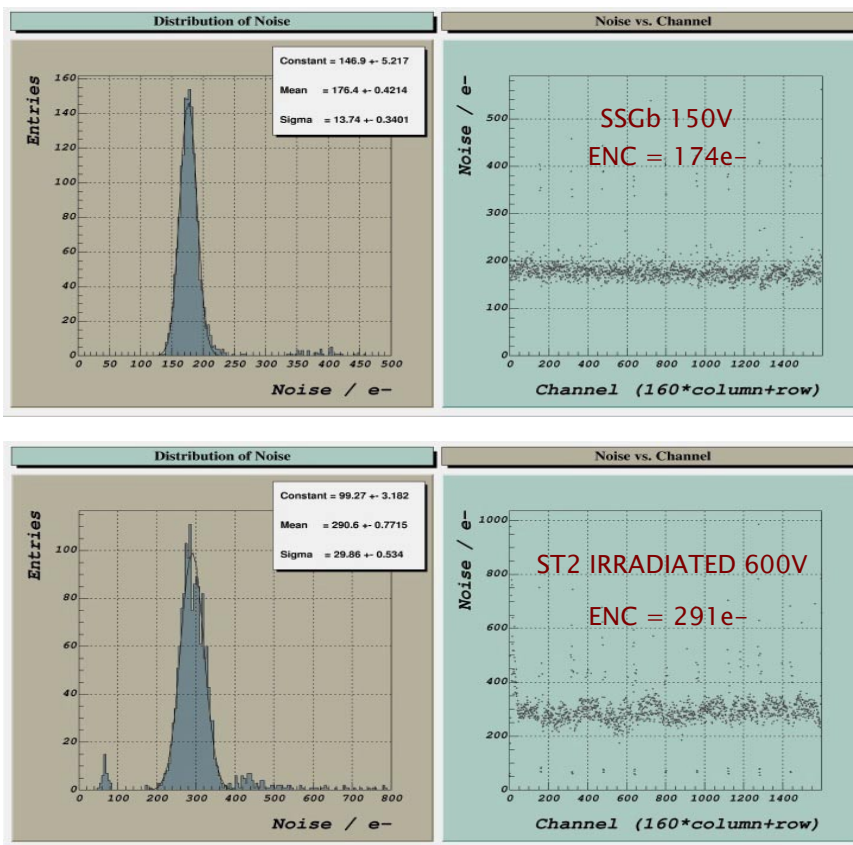 Distribution of Noise
Constant = 146.9 +- 5.217
Mean = 176.4 +- 0.4214
Sigma = 13.74 +- 0.3401
Entries
160
140
120
100
80
60
40
20
0
0 50 100 150 200 250 300 350 400 450 500
Noise / e-
Noise vs. Channel
Noise / e-
500
400
300
200
100
0
SSGb 150V
ENC = 174e-
0 200 400 600 800 1000 1200 1400
Channel (160*column+row)
Distribution of Noise
Constant = 99.27 +- 3.182
Mean = 290.6 +- 0.7715
Sigma = 29.86 +- 0.534
Entries
100
80
60
40
20
0
0 100 200 300 400 500 600 700 800
Noise / e-
Noise vs. Channel
Noise / e-
1000
800
600
400
200
0
ST2 IRRADIATED 600V
ENC = 291e-
0 200 400 600 800 1000 1200 1400
Channel (160*column+row)